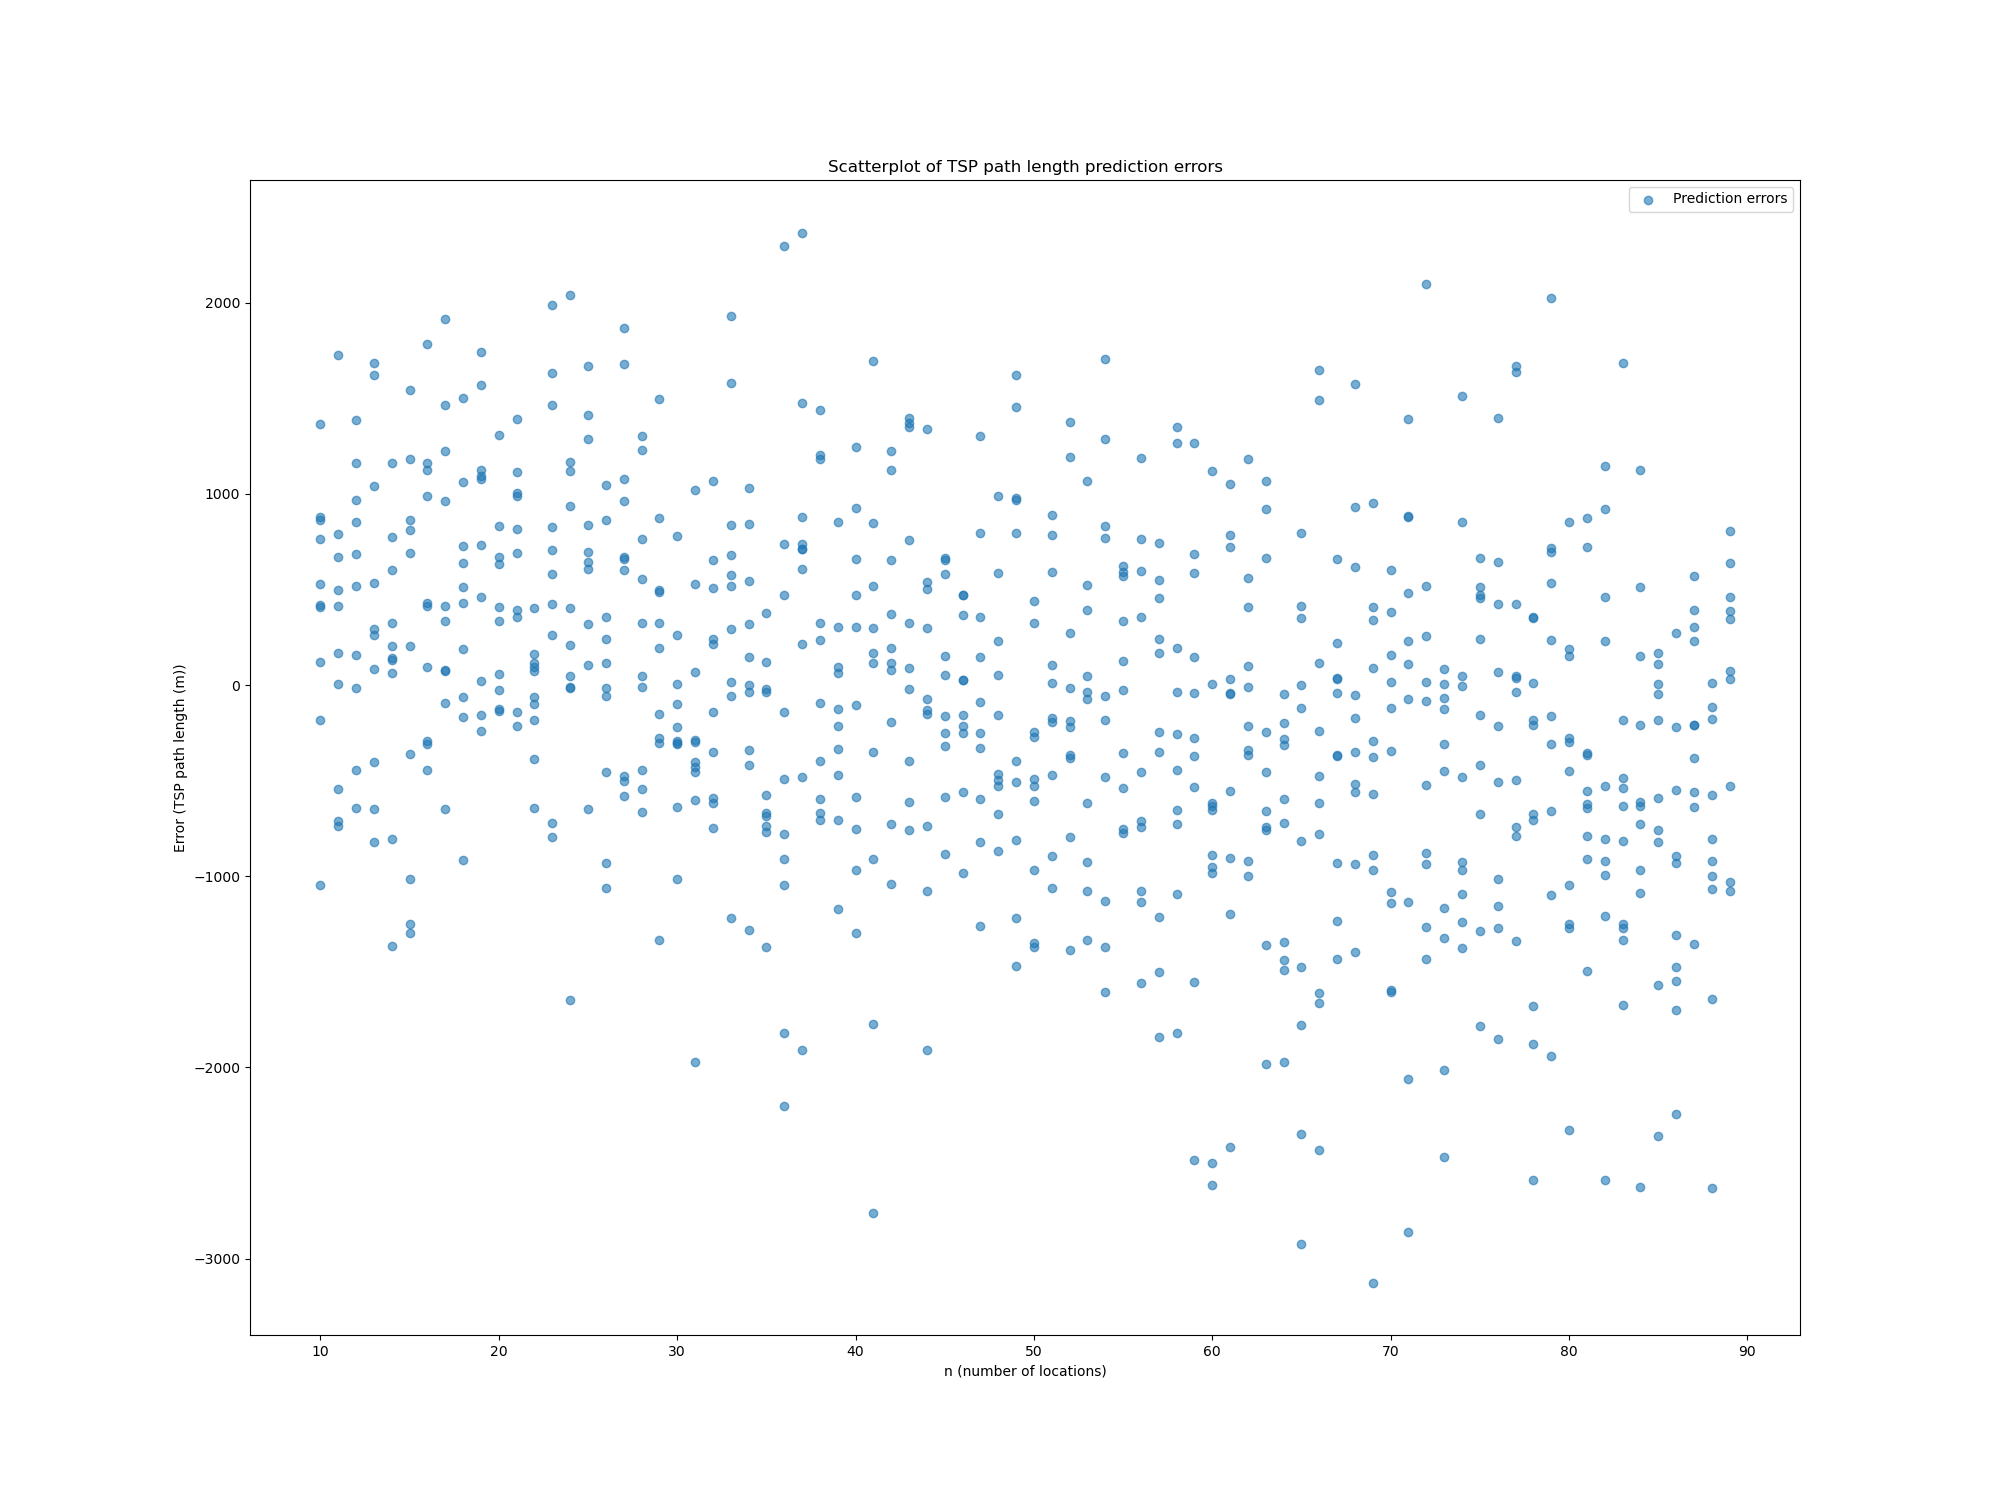 Scatterplot of TSP path length prediction errors
Prediction errors
Error (TSP path length (m))
2000
1000
0
−1000
−2000
−3000
10 20 30 40 50 60 70 80 90
n (number of locations)